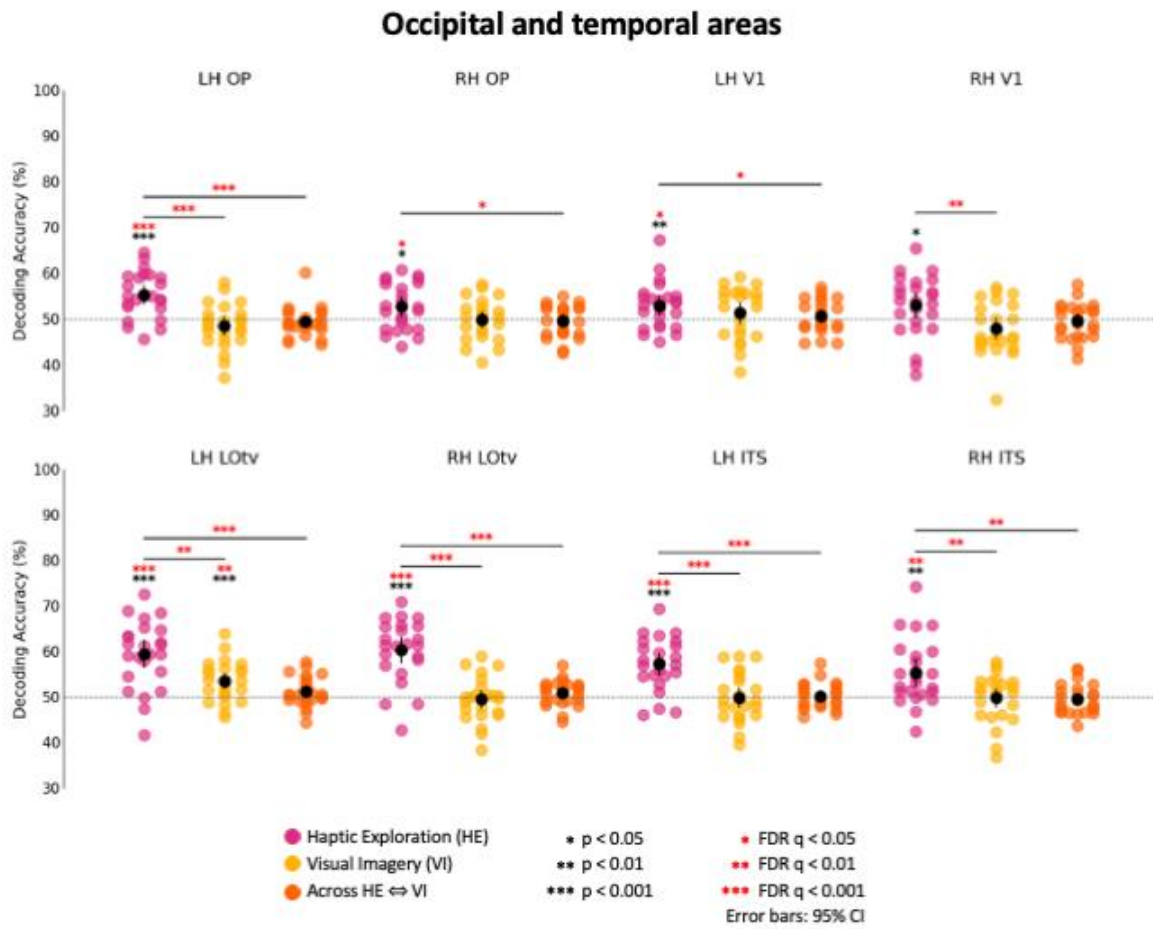 Occipital and temporal areas
LH OP RH OP LH V1 RH V1
Decoding Accuracy (%)
100
90
80
70
60
50
40
30
*** * 
*** * **
*** * * 
*** * ** *
LH LOtv RH LOtv LH ITS RH ITS
Decoding Accuracy (%)
100
90
80
70
60
50
40
30
*** *** *** **
** *** *** **
*** ** *** *** **
*** *** *** *** **
Haptic Exploration (HE) * p < 0.05 * FDR q < 0.05
Visual Imagery (VI) ** p < 0.01 ** FDR q < 0.01
Across HE ⇔ VI *** p < 0.001 *** FDR q < 0.001
Error bars: 95% CI